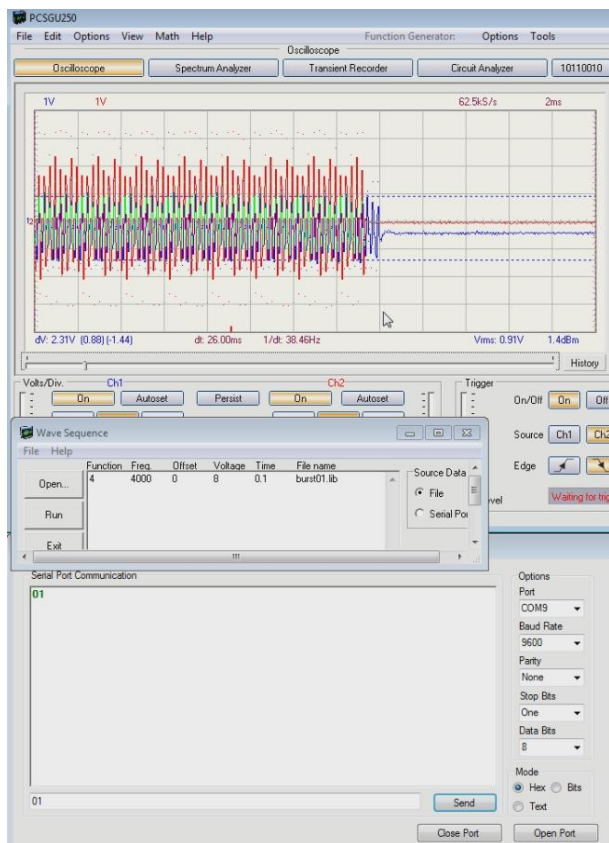 PCSGU250
File Edit Options View Math Help Function Generator: Options Tools
Oscilloscope
Oscilloscope Spectrum Analyzer Transient Recorder Circuit Analyzer 10110010
1V 1V 62.5kS/s 2ms
dV: 2.31V (0.88) (-1.44) dt: 26.00ms 1/dt: 38.46Hz Vrms: 0.91V 1.4dBm
History
Volts/Div. Ch1 Ch2 Trigger
On Autoset Persist On Autoset On/Off On Off
Source Ch1 Ch2
Edge
Waiting for trig
Wave Sequence
File Help
Function Freq. Offset Voltage Time File name
4 4000 0 8 0.1 burst01.lib
Open...
Run
Exit
Source Data
File
Serial Por
evel
Serial Port Communication
01
01
Send
Options
Port
COM9
Baud Rate
9600
Parity
None
Stop Bits
One
Data Bits
8
Mode
Hex Bits
Text
Close Port Open Port